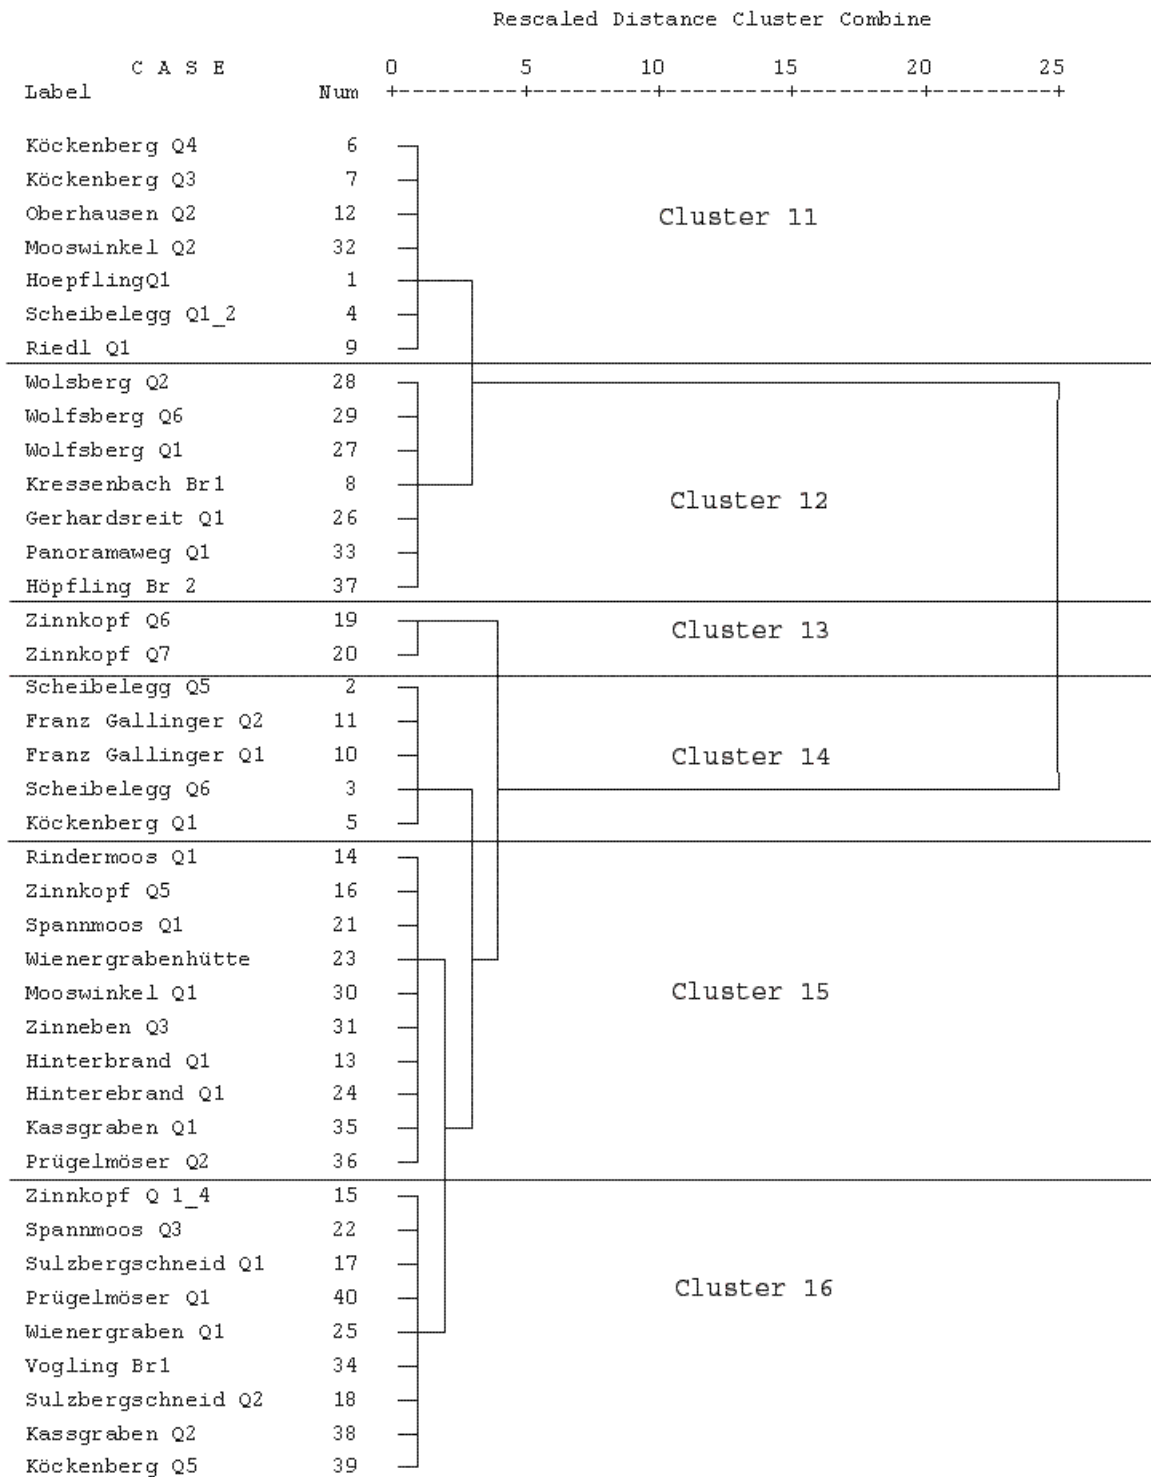 Rescaled Distance Cluster Combine
C A S E 0 5 10 15 20 25
Label Num +---------+---------+---------+---------+---------+
Köckenberg Q4 6
Köckenberg Q3 7
Oberhausen Q2 12
Cluster 11
Mooswinkel Q2 32
HoepflingQ1 1
Scheibelegg Q1_2 4
Riedl Q1 9
Wolsberg Q2 28
Wolfsberg Q6 29
Wolfsberg Q1 27
Kressenbach Br1 8
Cluster 12
Gerhardsreit Q1 26
Panoramaweg Q1 33
Höpfling Br 2 37
Zinnkopf Q6 19
Cluster 13
Zinnkopf Q7 20
Scheibelegg Q5 2
Franz Gallinger Q2 11
Franz Gallinger Q1 10
Cluster 14
Scheibelegg Q6 3
Köckenberg Q1 5
Rindermoos Q1 14
Zinnkopf Q5 16
Spannmoos Q1 21
Wienergrabenhütte 23
Mooswinkel Q1 30
Cluster 15
Zinneben Q3 31
Hinterbrand Q1 13
Hinterebrand Q1 24
Kassgraben Q1 35
Prügelmöser Q2 36
Zinnkopf Q 1_4 15
Spannmoos Q3 22
Sulzbergschneid Q1 17
Cluster 16
Prügelmöser Q1 40
Wienergraben Q1 25
Vogling Br1 34
Sulzbergschneid Q2 18
Kassgraben Q2 38
Köckenberg Q5 39